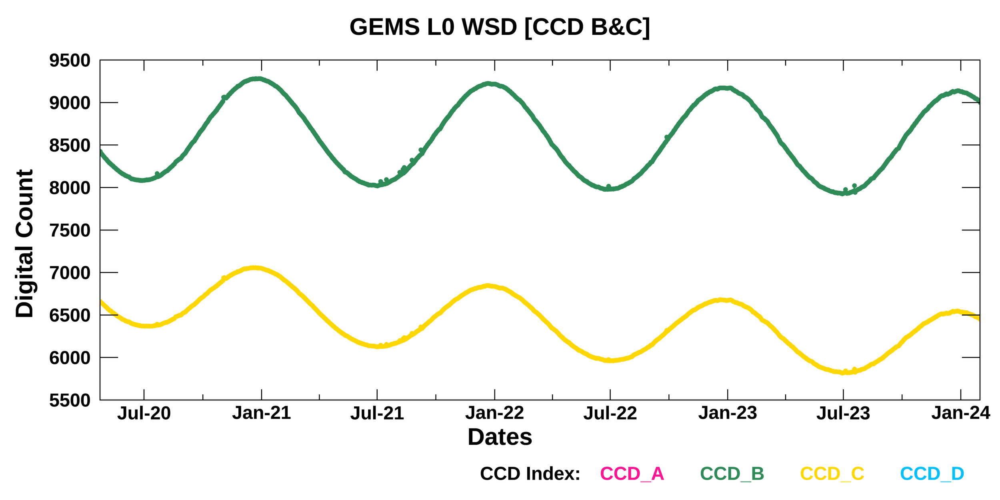 GEMS L0 WSD [CCD B&C]
9500
9000
8500
8000
7500
7000
6500
6000
5500
Digital Count
Jul-20 Jan-21 Jul-21 Jan-22 Jul-22 Jan-23 Jul-23 Jan-24
Dates
CCD Index: CCD_A CCD_B CCD_C CCD_D